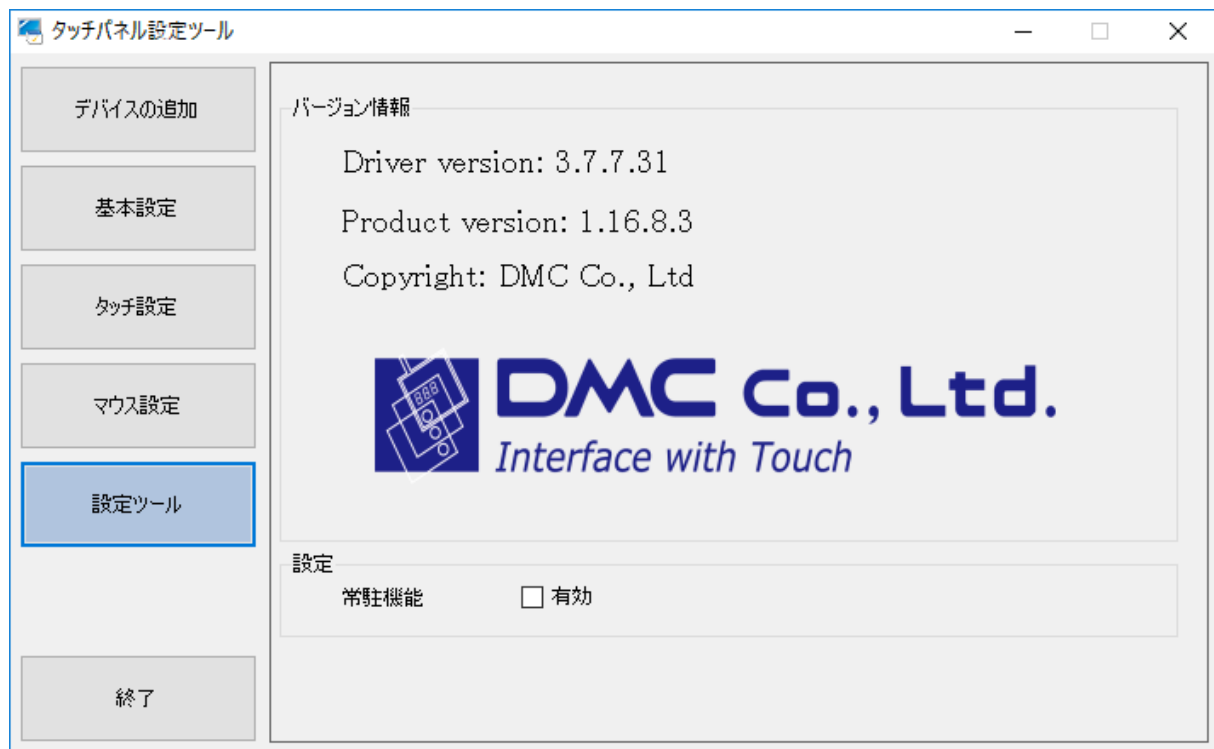 タッチパネル設定ツール
デバイスの追加
基本設定
タッチ設定
マウス設定
設定ツール
終了
バージョン情報
Driver version: 3.7.7.31
Product version: 1.16.8.3
Copyright: DMC Co., Ltd
888
DMC Co., Ltd.
Interface with Touch
設定
常駐機能 有効